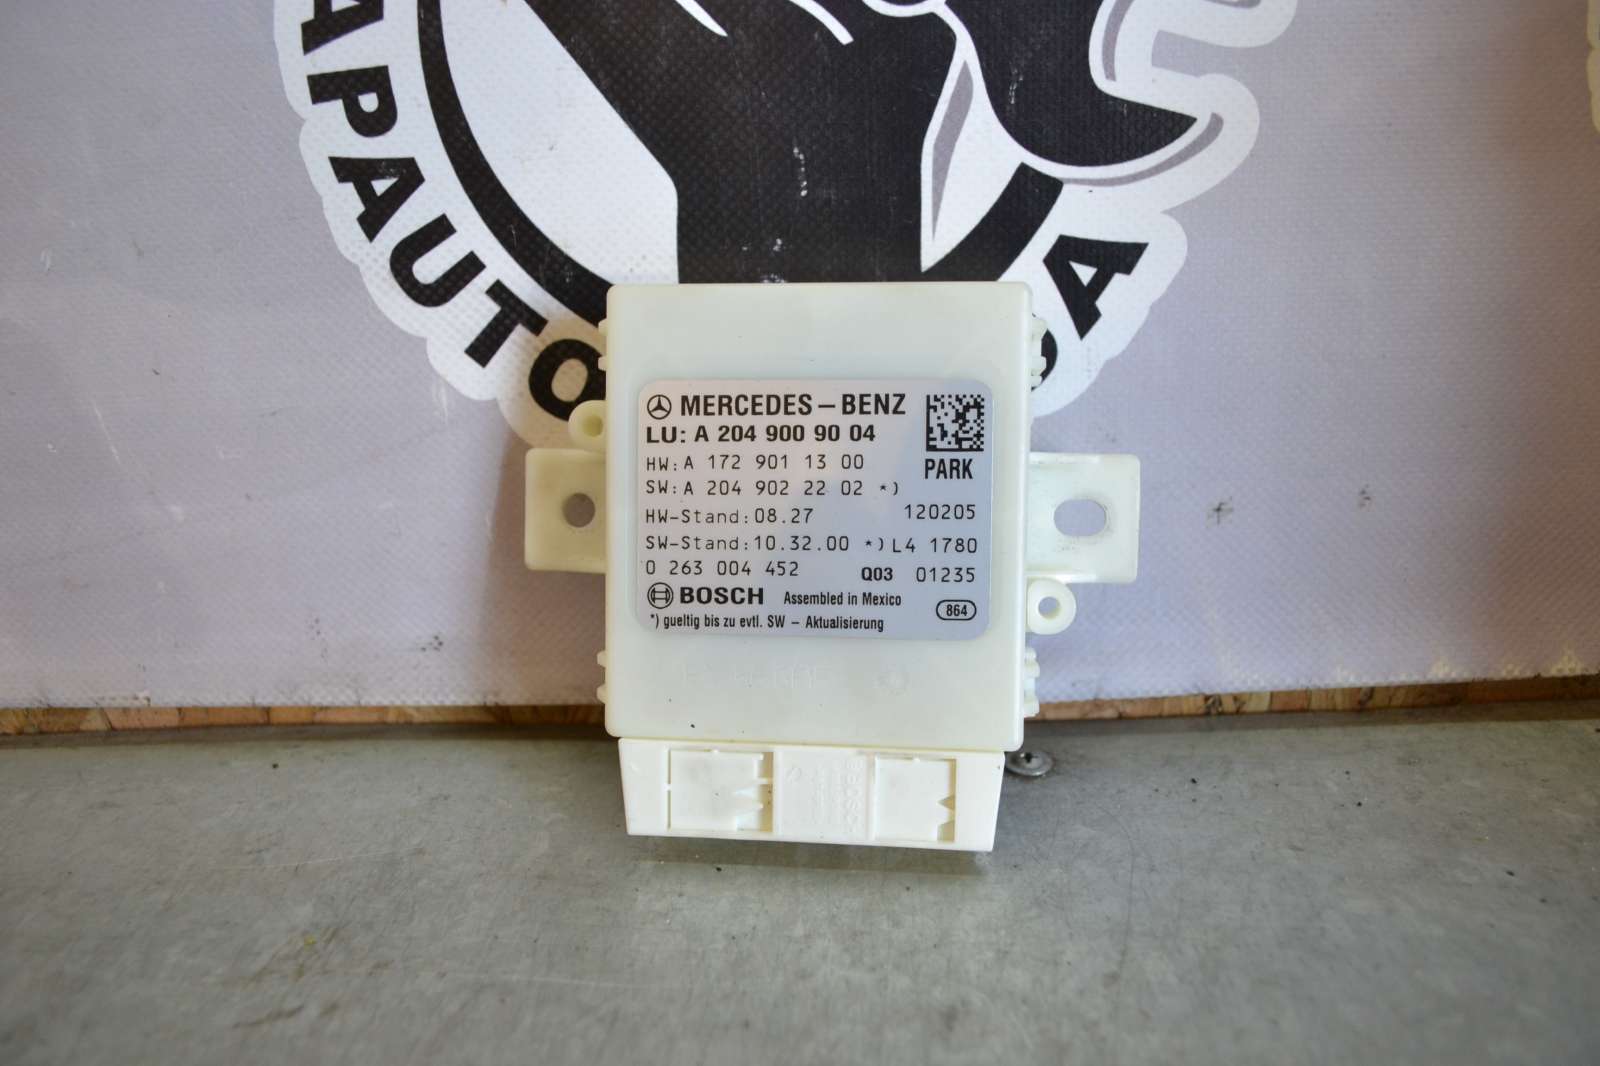 APAUTO
DA
MERCEDES-BENZ
LU: A 204 900 90 04
PARK
HW: A 172 901 13 00
SW: A 204 902 22 02 *)
HW-Stand: 08.27 120205
SW-Stand: 10.32.00 *) L4 1780
0 263 004 452 Q03 01235
BOSCH Assembled in Mexico 864
*) gueltig bis zu evtl. SW - Aktualisierung